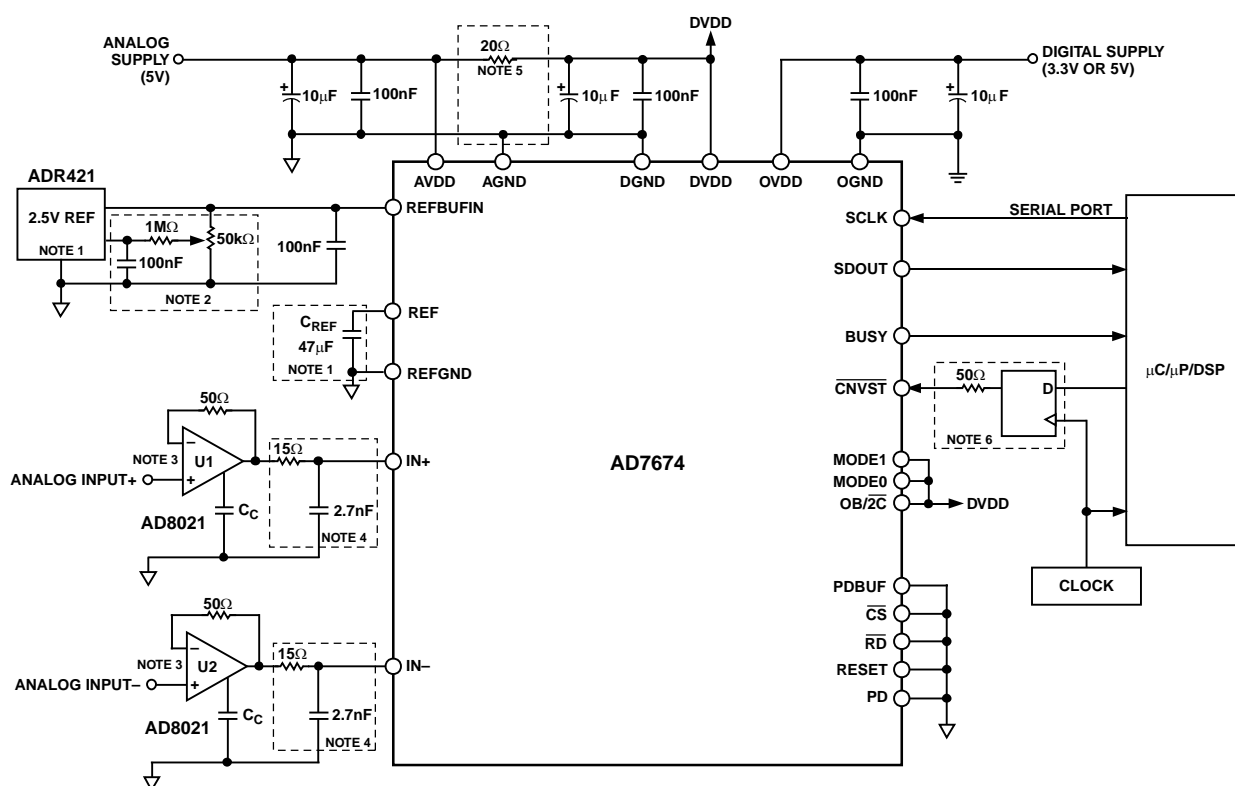 ANALOG
SUPPLY
(5V)
20Ω
NOTE 5
DVDD
DIGITAL SUPPLY
(3.3V OR 5V)
+
10μF
100nF
+
10μF
100nF
100nF
+
10μF
ADR421
2.5V REF
NOTE 1
1MΩ
50kΩ
100nF
NOTE 2
100nF
AVDD
AGND
DGND
DVDD
OVDD
OGND
REFBUFIN
SCLK
SERIAL PORT
SDOUT
CREF
47μF
NOTE 1
REF
REFGND
BUSY
CNVST
50Ω
D
NOTE 6
μC/μP/DSP
50Ω
–
NOTE 3
U1
+
ANALOG INPUT+
15Ω
IN+
AD8021
CC
2.7nF
NOTE 4
AD7674
MODE1
MODE0
OB/2C
DVDD
CLOCK
50Ω
–
NOTE 3
U2
+
ANALOG INPUT–
15Ω
IN–
AD8021
CC
2.7nF
NOTE 4
PDBUF
CS
RD
RESET
PD